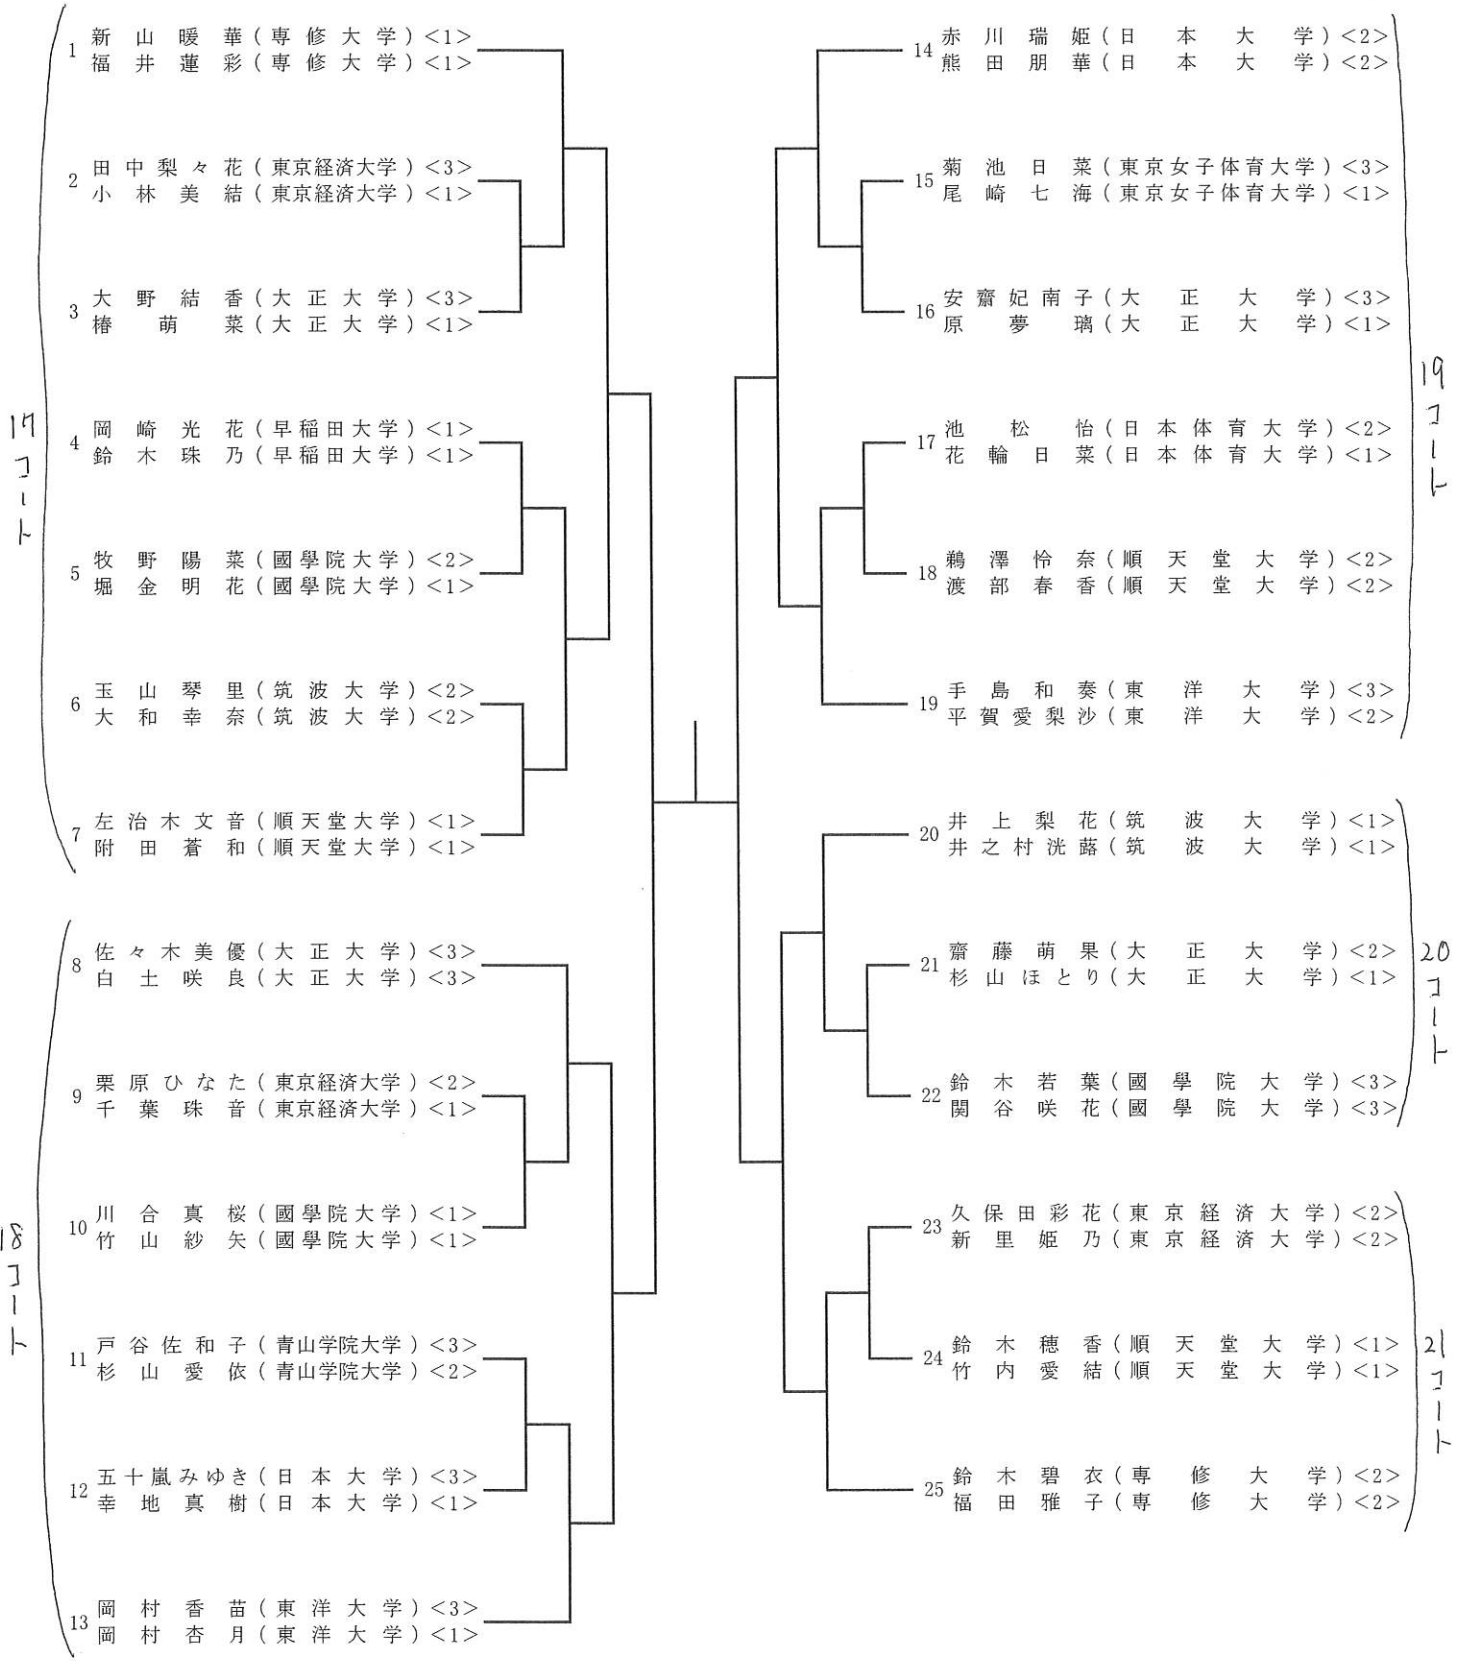 17コート
1
新山暖華(専修大学)<1>
福井蓮彩(専修大学)<1>
2
田中梨々花(東京経済大学)<3>
小林美結(東京経済大学)<1>
3
大野結香(大正大学)<3>
椿萌菜(大正大学)<1>
4
岡崎光花(早稲田大学)<1>
鈴木珠乃(早稲田大学)<1>
5
牧野陽菜(國學院大学)<2>
堀金明花(國學院大学)<1>
6
玉山琴里(筑波大学)<2>
大和幸奈(筑波大学)<2>
7
左治木文音(順天堂大学)<1>
附田蒼和(順天堂大学)<1>
18コート
8
佐々木美優(大正大学)<3>
白土咲良(大正大学)<3>
9
栗原ひなた(東京経済大学)<2>
千葉珠音(東京経済大学)<1>
10
川合真桜(國學院大学)<1>
竹山紗矢(國學院大学)<1>
11
戸谷佐和子(青山学院大学)<3>
杉山愛依(青山学院大学)<2>
12
五十嵐みゆき(日本大学)<3>
幸地真樹(日本大学)<1>
13
岡村香苗(東洋大学)<3>
岡村杏月(東洋大学)<1>
19コート
14
赤川瑞姫(日本大学)<2>
熊田朋華(日本大学)<2>
15
菊池日菜(東京女子体育大学)<3>
尾崎七海(東京女子体育大学)<1>
16
安齋妃南子(大正大学)<3>
原夢璃(大正大学)<1>
17
池松怡(日本体育大学)<2>
花輪日菜(日本体育大学)<1>
18
鵜澤怜奈(順天堂大学)<2>
渡部春香(順天堂大学)<2>
19
手島和奏(東洋大学)<3>
平賀愛梨沙(東洋大学)<2>
20コート
20
井上梨花(筑波大学)<1>
井之村洸蕗(筑波大学)<1>
21
齋藤萌果(大正大学)<2>
杉山ほとり(大正大学)<1>
22
鈴木若葉(國學院大学)<3>
関谷咲花(國學院大学)<3>
21コート
23
久保田彩花(東京経済大学)<2>
新里姫乃(東京経済大学)<2>
24
鈴木穂香(順天堂大学)<1>
竹内愛結(順天堂大学)<1>
25
鈴木碧衣(専修大学)<2>
福田雅子(専修大学)<2>